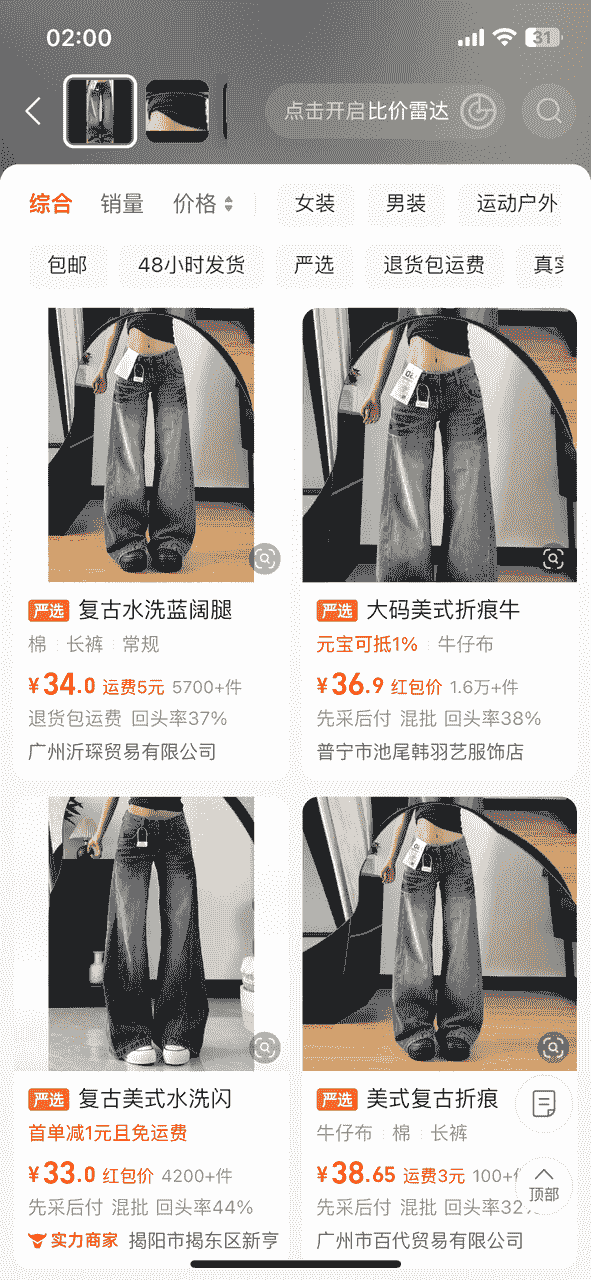 02:00
31
点击开启比价雷达
综合 销量 价格 女装 男装 运动户外
包邮 48小时发货 严选 退货包运费 真实
严选 复古水洗蓝阔腿
棉 长裤 常规
¥34.0 运费5元 5700+件
退货包运费 回头率37%
广州沂琛贸易有限公司
严选 大码美式折痕牛
元宝可抵1% 牛仔布
¥36.9 红包价 1.6万+件
先采后付 混批 回头率38%
普宁市池尾韩羽艺服饰店
严选 复古美式水洗闪
首单减1元且免运费
¥33.0 红包价 4200+件
先采后付 混批 回头率44%
实力商家 揭阳市揭东区新亨
严选 美式复古折痕
牛仔布 棉 长裤
¥38.65 运费3元 100+件
先采后付 混批 回头率32%
广州市百代贸易有限公司
顶部